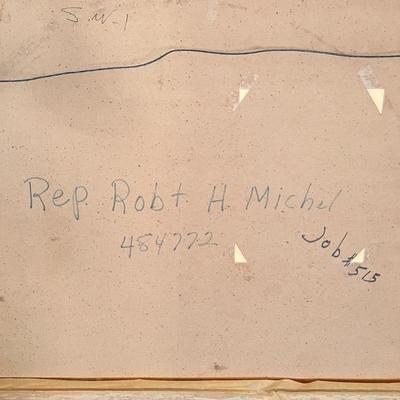 S.W-1
Rep. Robt. H. Michel
484772
Job #515